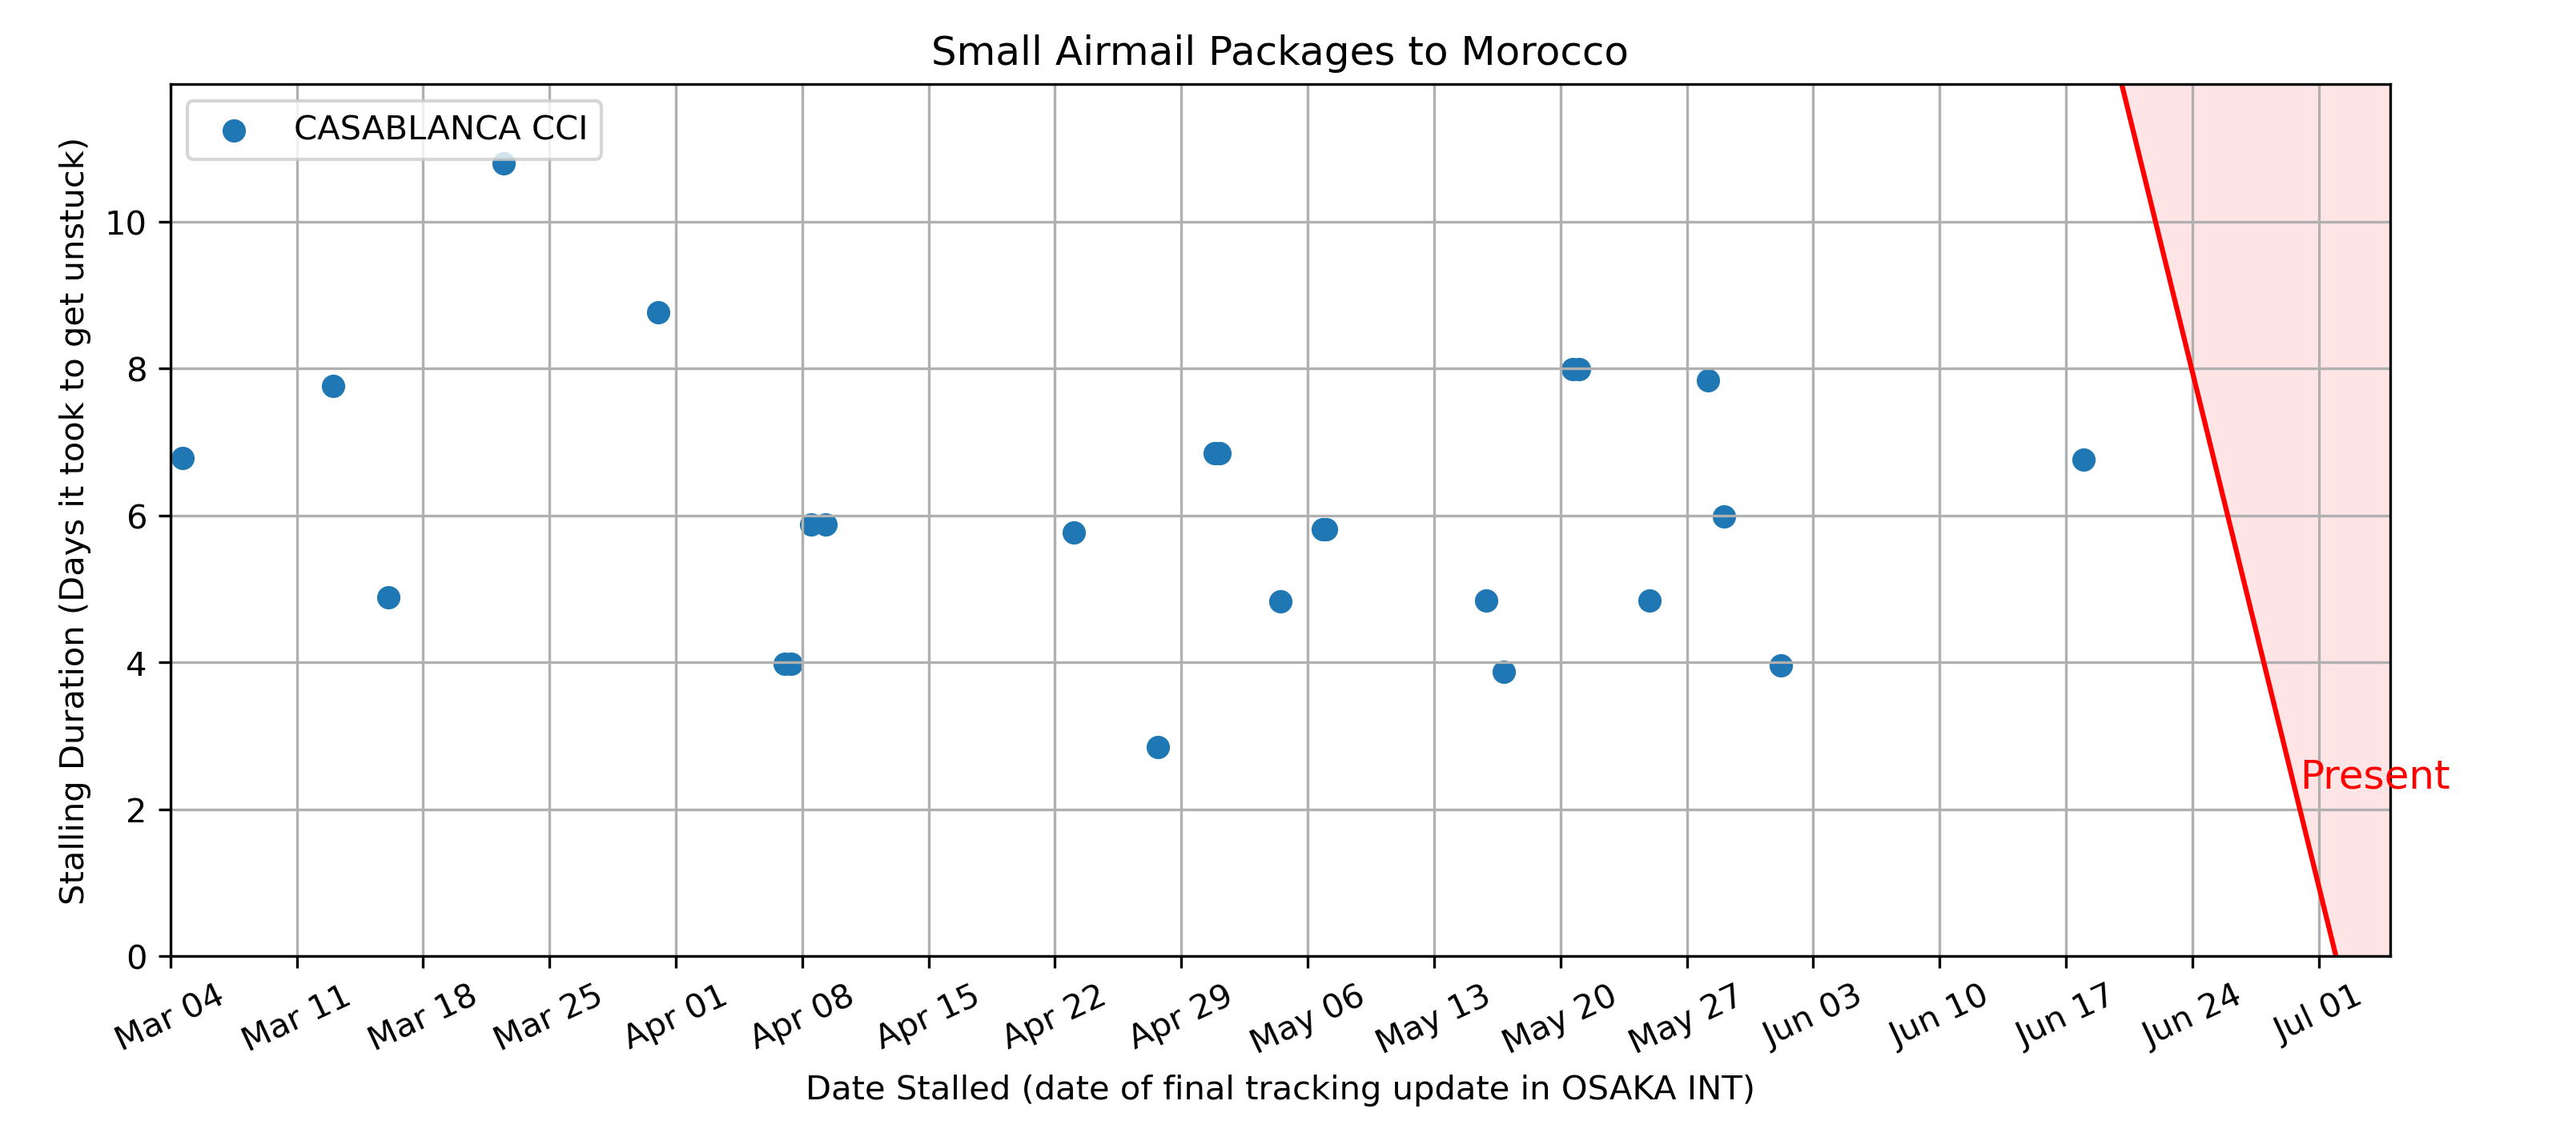 Small Airmail Packages to Morocco
CASABLANCA CCI
Stalling Duration (Days it took to get unstuck)
10
8
6
4
2
0
Present
Mar 04
Mar 11
Mar 18
Mar 25
Apr 01
Apr 08
Apr 15
Apr 22
Apr 29
May 06
May 13
May 20
May 27
Jun 03
Jun 10
Jun 17
Jun 24
Jul 01
Date Stalled (date of final tracking update in OSAKA INT)